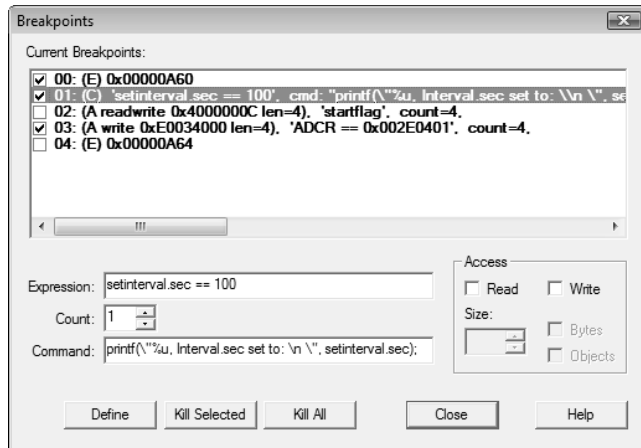 Breakpoints
Current Breakpoints:
00: (E) 0x00000A60
01: (C) 'setinterval.sec == 100', cmd: "printf(\"%u, Interval.sec set to: \\n \",
02: (A readwrite 0x4000000C len=4), 'startflag', count=4,
03: (A write 0xE0034000 len=4), 'ADCR == 0x002E0401', count=4,
04: (E) 0x00000A64
Expression: setinterval.sec == 100
Count: 1
Command: printf(\"%u, Interval.sec set to: \n \", setinterval.sec);
Access
Read Write
Size:
Bytes
Objects
Define Kill Selected Kill All Close Help